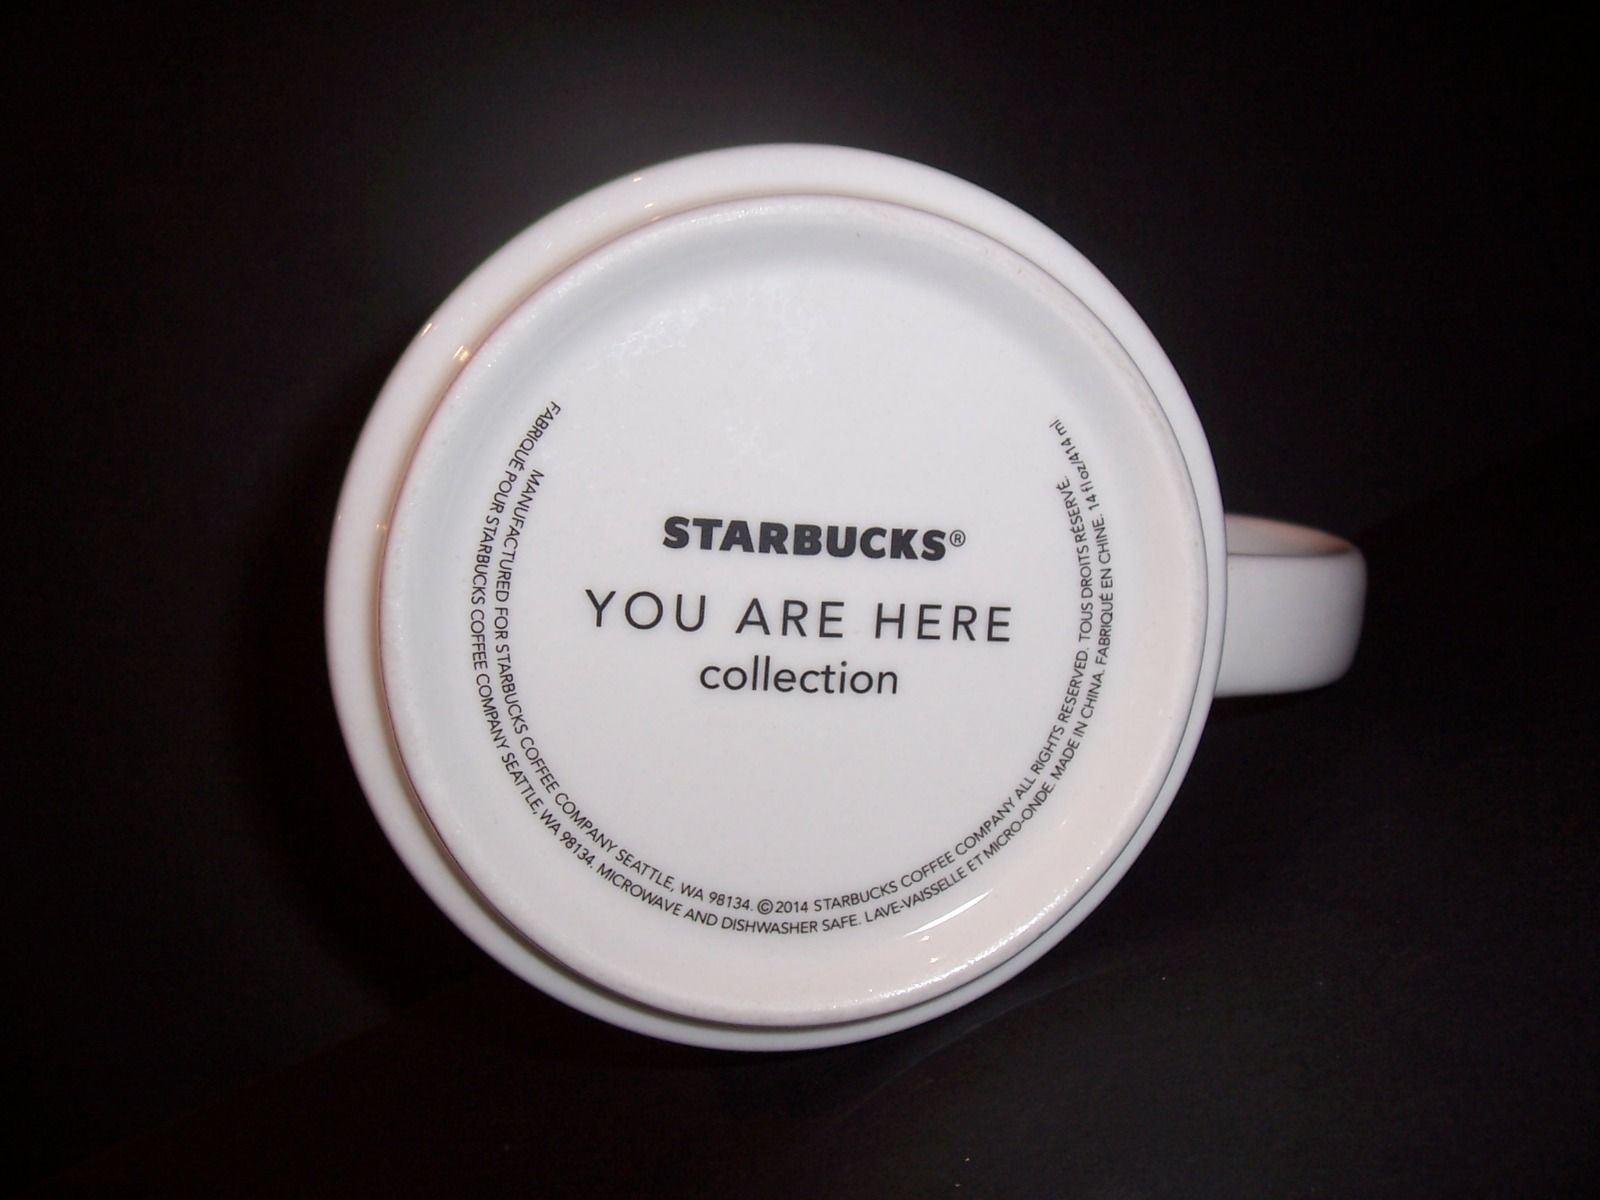 STARBUCKS®
YOU ARE HERE
collection
MANUFACTURED FOR STARBUCKS COFFEE COMPANY SEATTLE, WA 98134. ©2014 STARBUCKS COFFEE COMPANY ALL RIGHTS RESERVED. TOUS DROITS RÉSERVÉ.
FABRIQUÉ POUR STARBUCKS COFFEE COMPANY SEATTLE, WA 98134. MICROWAVE AND DISHWASHER SAFE. LAVE-VAISSELLE ET MICRO-ONDE. MADE IN CHINA. FABRIQUÉ EN CHINE. 14 fl oz/414 ml.